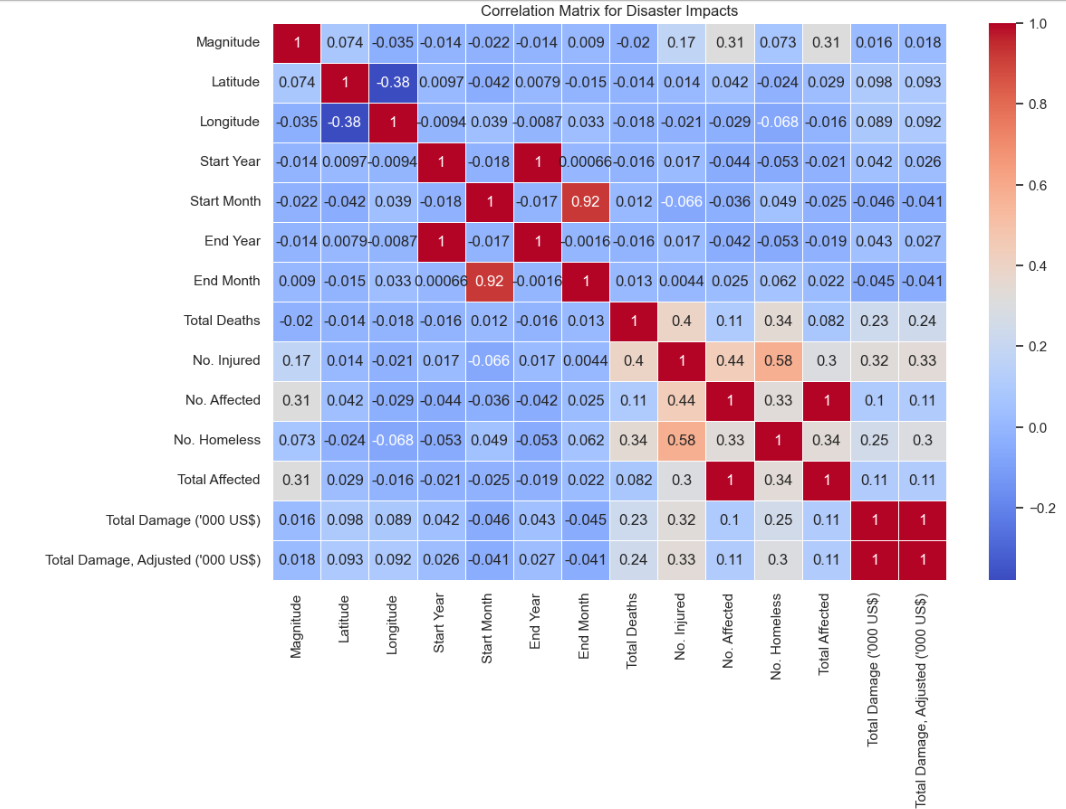 Correlation Matrix for Disaster Impacts
Magnitude 1 0.074 -0.035 -0.014 -0.022 -0.014 0.009 -0.02 0.17 0.31 0.073 0.31 0.016 0.018
Latitude 0.074 1 -0.38 0.0097 -0.042 0.0079 -0.015 -0.014 0.014 0.042 -0.024 0.029 0.098 0.093
Longitude -0.035 -0.38 1 -0.0094 0.039 -0.0087 0.033 -0.018 -0.021 -0.029 -0.068 -0.016 0.089 0.092
Start Year -0.014 0.0097 -0.0094 1 -0.018 1 0.00066 -0.016 0.017 -0.044 -0.053 -0.021 0.042 0.026
Start Month -0.022 -0.042 0.039 -0.018 1 -0.017 0.92 0.012 -0.066 -0.036 0.049 -0.025 -0.046 -0.041
End Year -0.014 0.0079 -0.0087 1 -0.017 1 -0.0016 -0.016 0.017 -0.042 -0.053 -0.019 0.043 0.027
End Month 0.009 -0.015 0.033 0.00066 0.92 -0.0016 1 0.013 0.0044 0.025 0.062 0.022 -0.045 -0.041
Total Deaths -0.02 -0.014 -0.018 -0.016 0.012 -0.016 0.013 1 0.4 0.11 0.34 0.082 0.23 0.24
No. Injured 0.17 0.014 -0.021 0.017 -0.066 0.017 0.0044 0.4 1 0.44 0.58 0.3 0.32 0.33
No. Affected 0.31 0.042 -0.029 -0.044 -0.036 -0.042 0.025 0.11 0.44 1 0.33 1 0.1 0.11
No. Homeless 0.073 -0.024 -0.068 -0.053 0.049 -0.053 0.062 0.34 0.58 0.33 1 0.34 0.25 0.3
Total Affected 0.31 0.029 -0.016 -0.021 -0.025 -0.019 0.022 0.082 0.3 1 0.34 1 0.11 0.11
Total Damage ('000 US$) 0.016 0.098 0.089 0.042 -0.046 0.043 -0.045 0.23 0.32 0.1 0.25 0.11 1 1
Total Damage, Adjusted ('000 US$) 0.018 0.093 0.092 0.026 -0.041 0.027 -0.041 0.24 0.33 0.11 0.3 0.11 1 1
Magnitude
Latitude
Longitude
Start Year
Start Month
End Year
End Month
Total Deaths
No. Injured
No. Affected
No. Homeless
Total Affected
Total Damage ('000 US$)
Total Damage, Adjusted ('000 US$)
1.0
0.8
0.6
0.4
0.2
0.0
−0.2